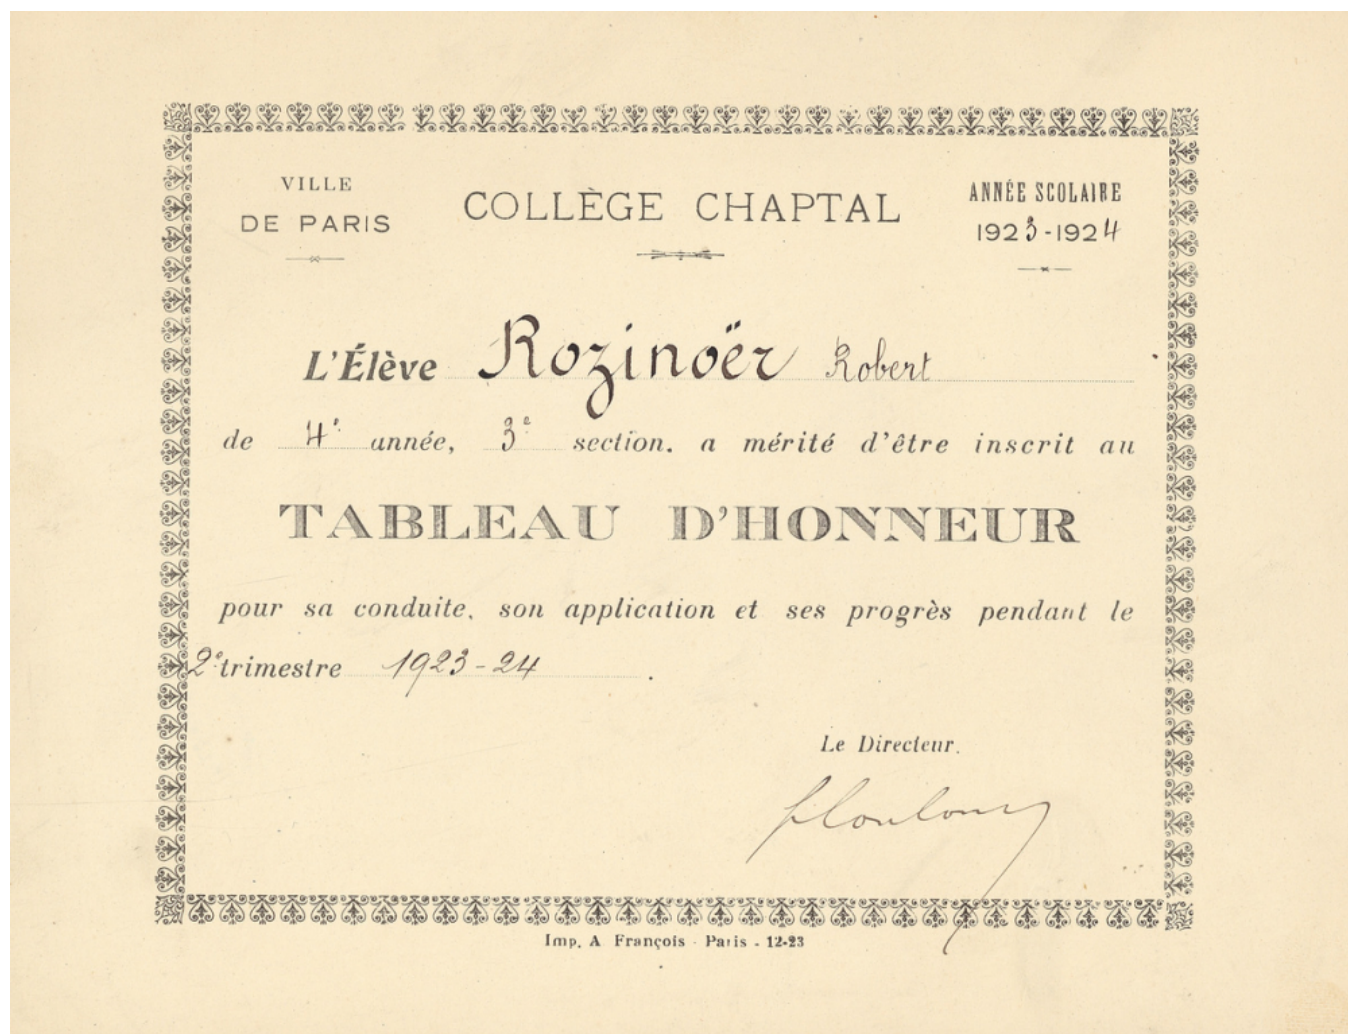 VILLE
DE PARIS
COLLÈGE CHAPTAL
ANNÉE SCOLAIRE
1923-1924
L'Élève Rozinoër Robert
de 4e année, 3e section. a mérité d'être inscrit au
TABLEAU D'HONNEUR
pour sa conduite, son application et ses progrès pendant le
2e trimestre 1923-24.
Le Directeur.
Imp. A François - Paris - 12-23